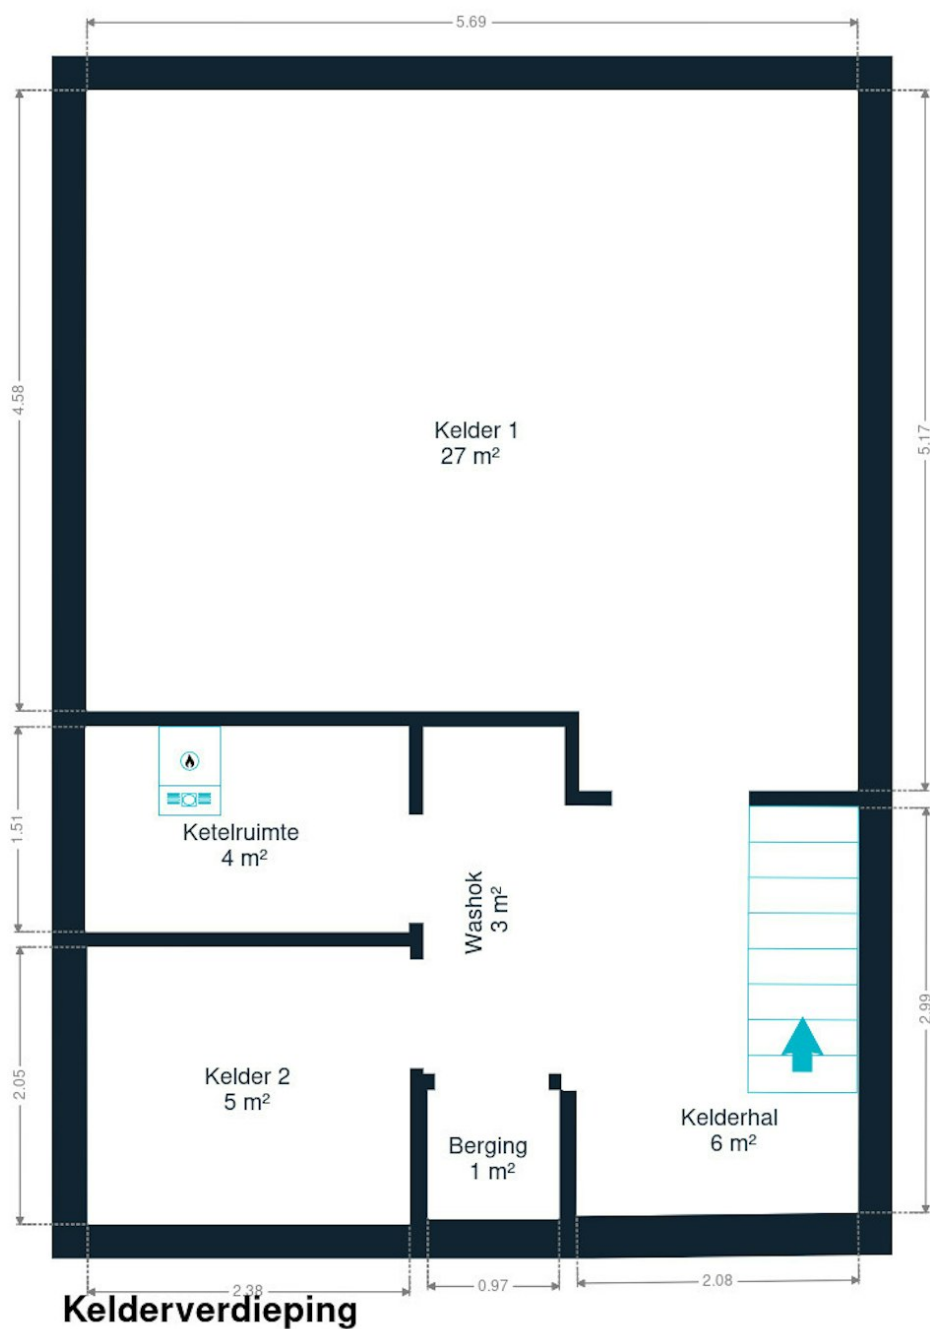 5.69
4.58
5.17
Kelder 1
27 m²
1.51
Ketelruimte
4 m²
Washok
3 m²
2.99
2.05
Kelder 2
5 m²
Kelderhal
6 m²
Berging
1 m²
2.38
0.97
2.08
Kelderverdieping